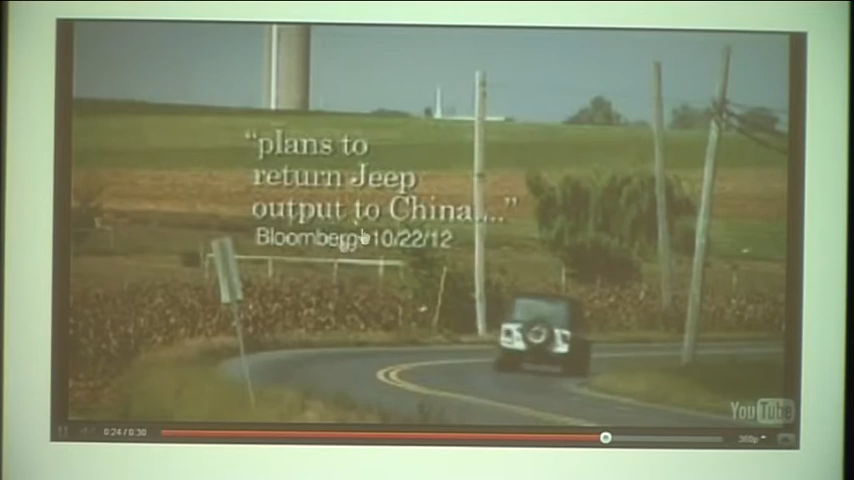 “plans to
return Jeep
output to China....”
Bloomberg 10/22/12
YouTube
0:24/0:30
360p